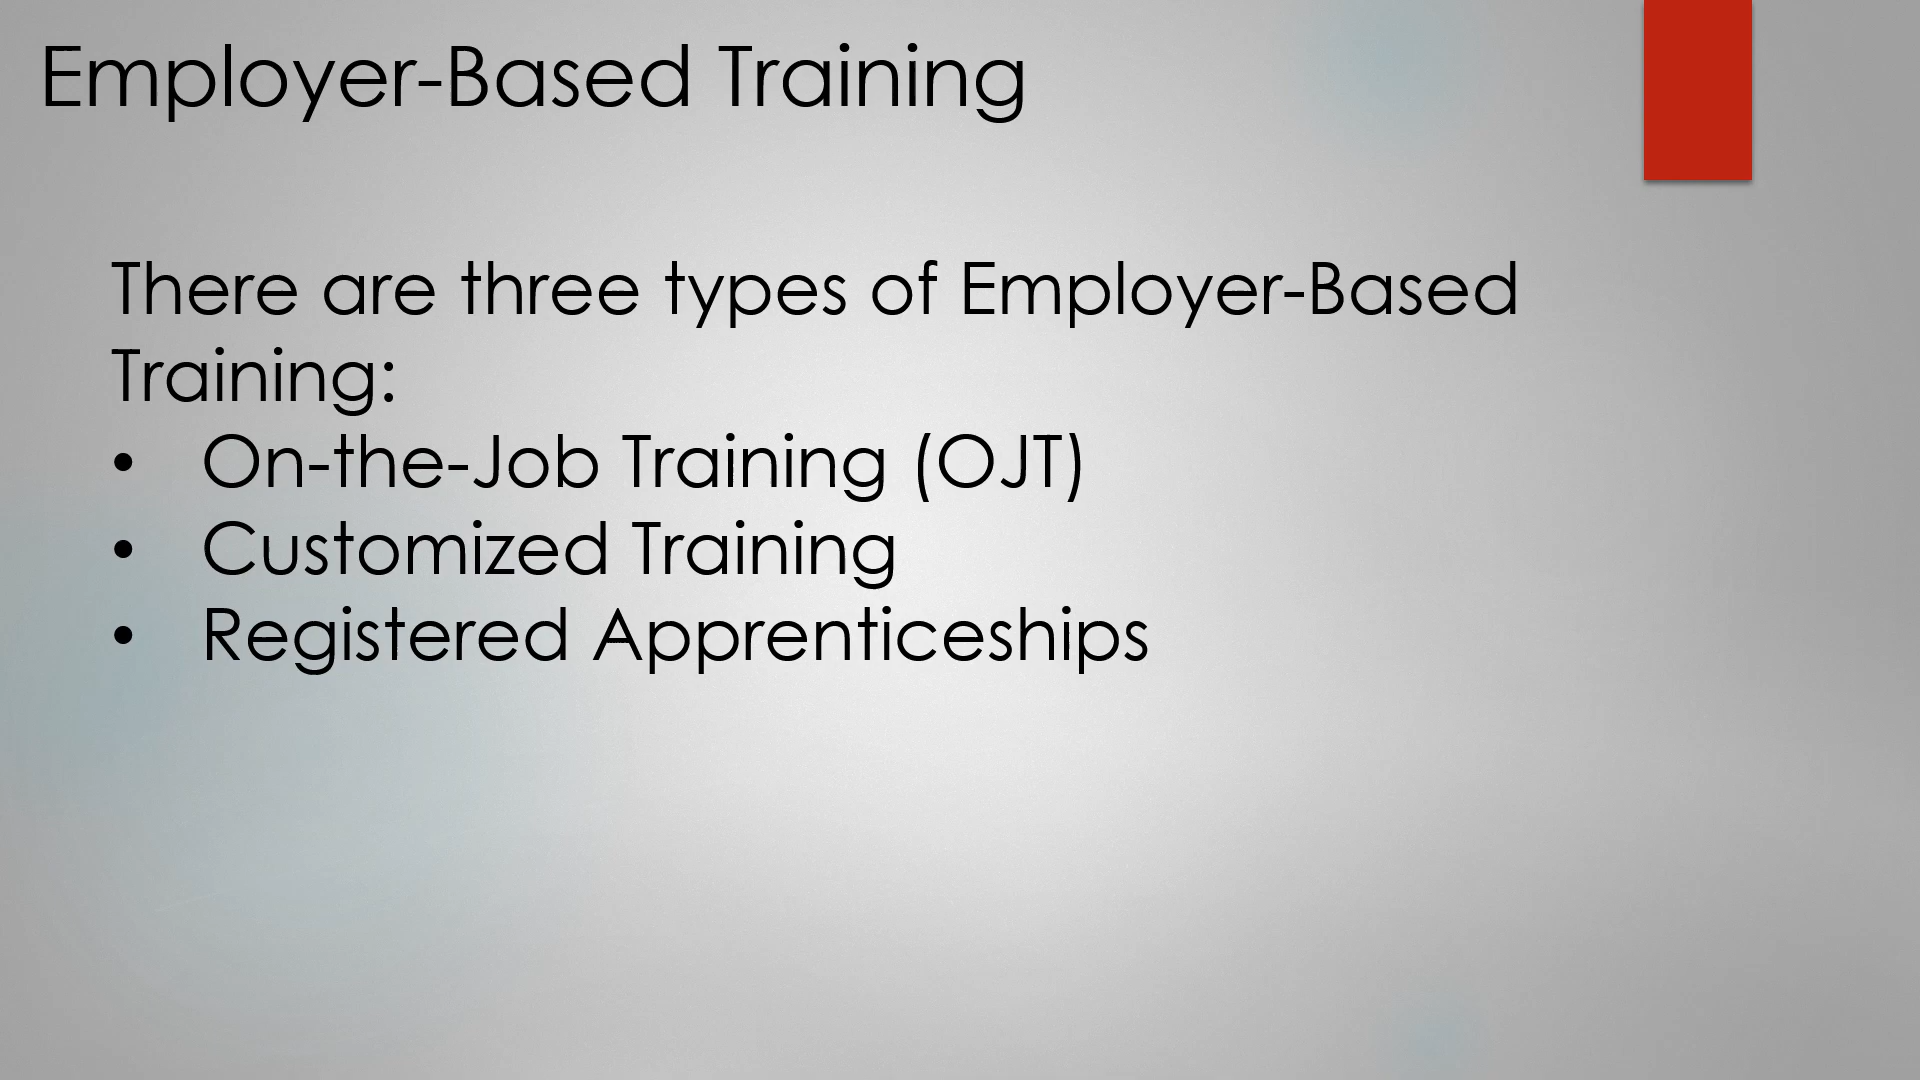 Employer-Based Training
There are three types of Employer-Based
Training:
• On-the-Job Training (OJT)
• Customized Training
• Registered Apprenticeships